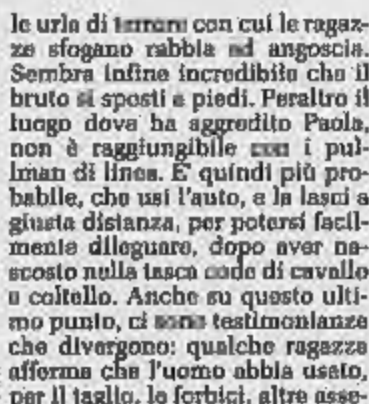 le urla di terrore con cui le ragaz-
ze sfogano rabbia ed angoscia.
Sembra infine incredibile che il
bruto si sposti a piedi. Peraltro il
luogo dove ha aggredito Paola,
non è raggiungibile con i pul-
lman di linea. E' quindi più pro-
babile, che usi l'auto, e la lasci a
giusta distanza, per potersi facil-
mente dileguare, dopo aver na-
scosto nella tasca code di cavallo
e coltello. Anche su questo ulti-
mo punto, ci sono testimonianze
che divergono: qualche ragazza
afferma che l'uomo abbia usato,
per il taglio, le forbici, altre asse-